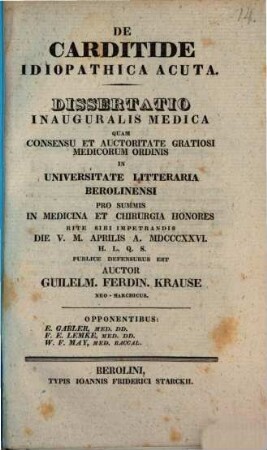 14.
DE
CARDITIDE
IDIOPATHICA ACUTA.
DISSERTATIO
INAUGURALIS MEDICA
QUAM
CONSENSU ET AUCTORITATE GRATIOSI
MEDICORUM ORDINIS
IN
UNIVERSITATE LITTERARIA
BEROLINENSI
PRO SUMMIS
IN MEDICINA ET CHIRURGIA HONORES
RITE SIBI IMPETRANDIS
DIE V. M. APRILIS A. MDCCCXXVI.
H. L. Q. S.
PUBLICE DEFENSURUS EST
AUCTOR
GUILELM. FERDIN. KRAUSE
NEO-MARCHICUS.
OPPONENTIBUS:
E. GABLER, MED. DD.
F. E. LEMKE, MED. DD.
W. F. MAY, MED. BACCAL.
BEROLINI,
TYPIS IOANNIS FRIDERICI STARCKII.